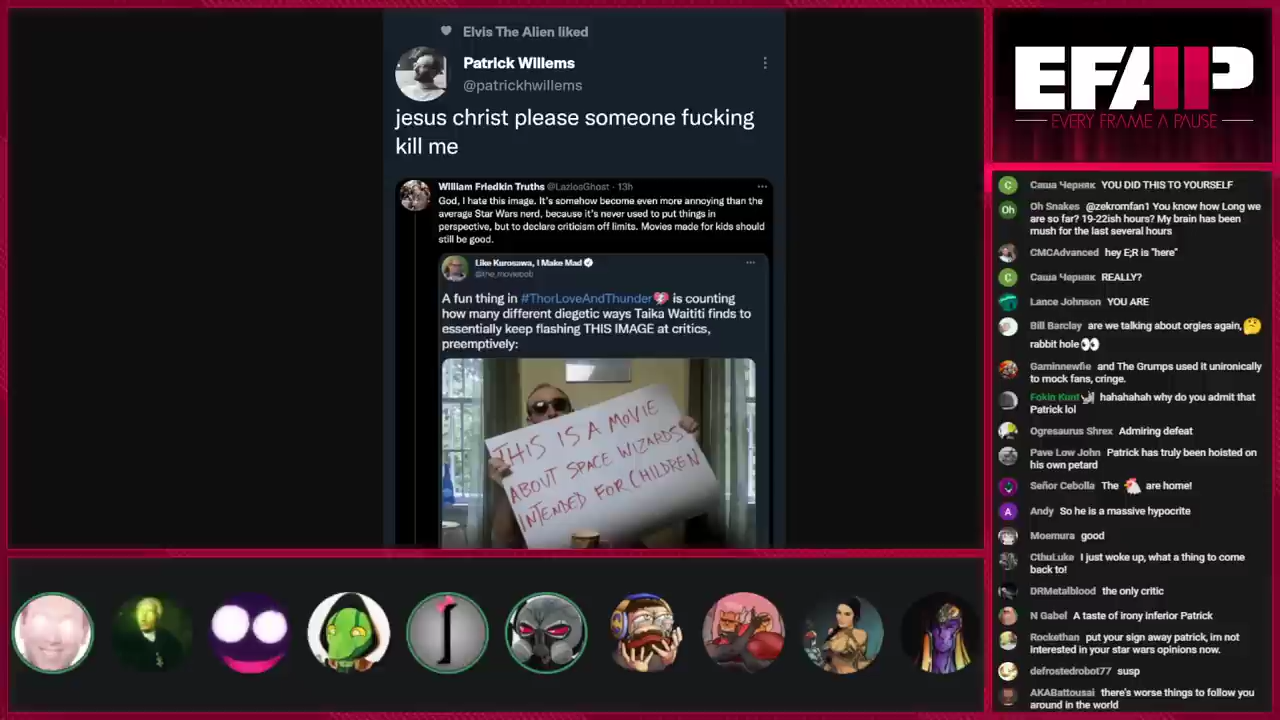 Elvis The Alien liked
Patrick Willems
@patrickhwillems
jesus christ please someone fucking
kill me
William Friedkin Truths @LazlosGhost · 13h
God, I hate this image. It's somehow become even more annoying than the
average Star Wars nerd, because it's never used to put things in
perspective, but to declare criticism off limits. Movies made for kids should
still be good.
Like Kurosawa, I Make Mad
@the_moviebob
A fun thing in #ThorLoveAndThunder is counting
how many different diegetic ways Taika Waititi finds to
essentially keep flashing THIS IMAGE at critics,
preemptively:
THIS IS A MOVIE
ABOUT SPACE WIZARDS
INTENDED FOR CHILDREN
EFAP
EVERY FRAME A PAUSE
C Саша Черняк YOU DID THIS TO YOURSELF
Oh Oh Snakes @zekromfan1 You know how Long we
are so far? 19-22ish hours? My brain has been
mush for the last several hours
CMCAdvanced hey E;R is "here"
C Саша Черняк REALLY?
Lance Johnson YOU ARE
Bill Barclay are we talking about orgies again, 🤔
rabbit hole 👀
Gaminnewfie and The Grumps used it unironically
to mock fans, cringe.
Fokin Kunt hahahahah why do you admit that
Patrick lol
Ogresaurus Shrex Admiring defeat
Pave Low John Patrick has truly been hoisted on
his own petard
Señor Cebolla The 🐔 are home!
A Andy So he is a massive hypocrite
Moemura good
CthuLuke I just woke up, what a thing to come
back to!
DRMetalblood the only critic
N Gabel A taste of irony inferior Patrick
Rockethan put your sign away patrick, im not
interested in your star wars opinions now.
defrostedrobot77 susp
AKABattousai there's worse things to follow you
around in the world